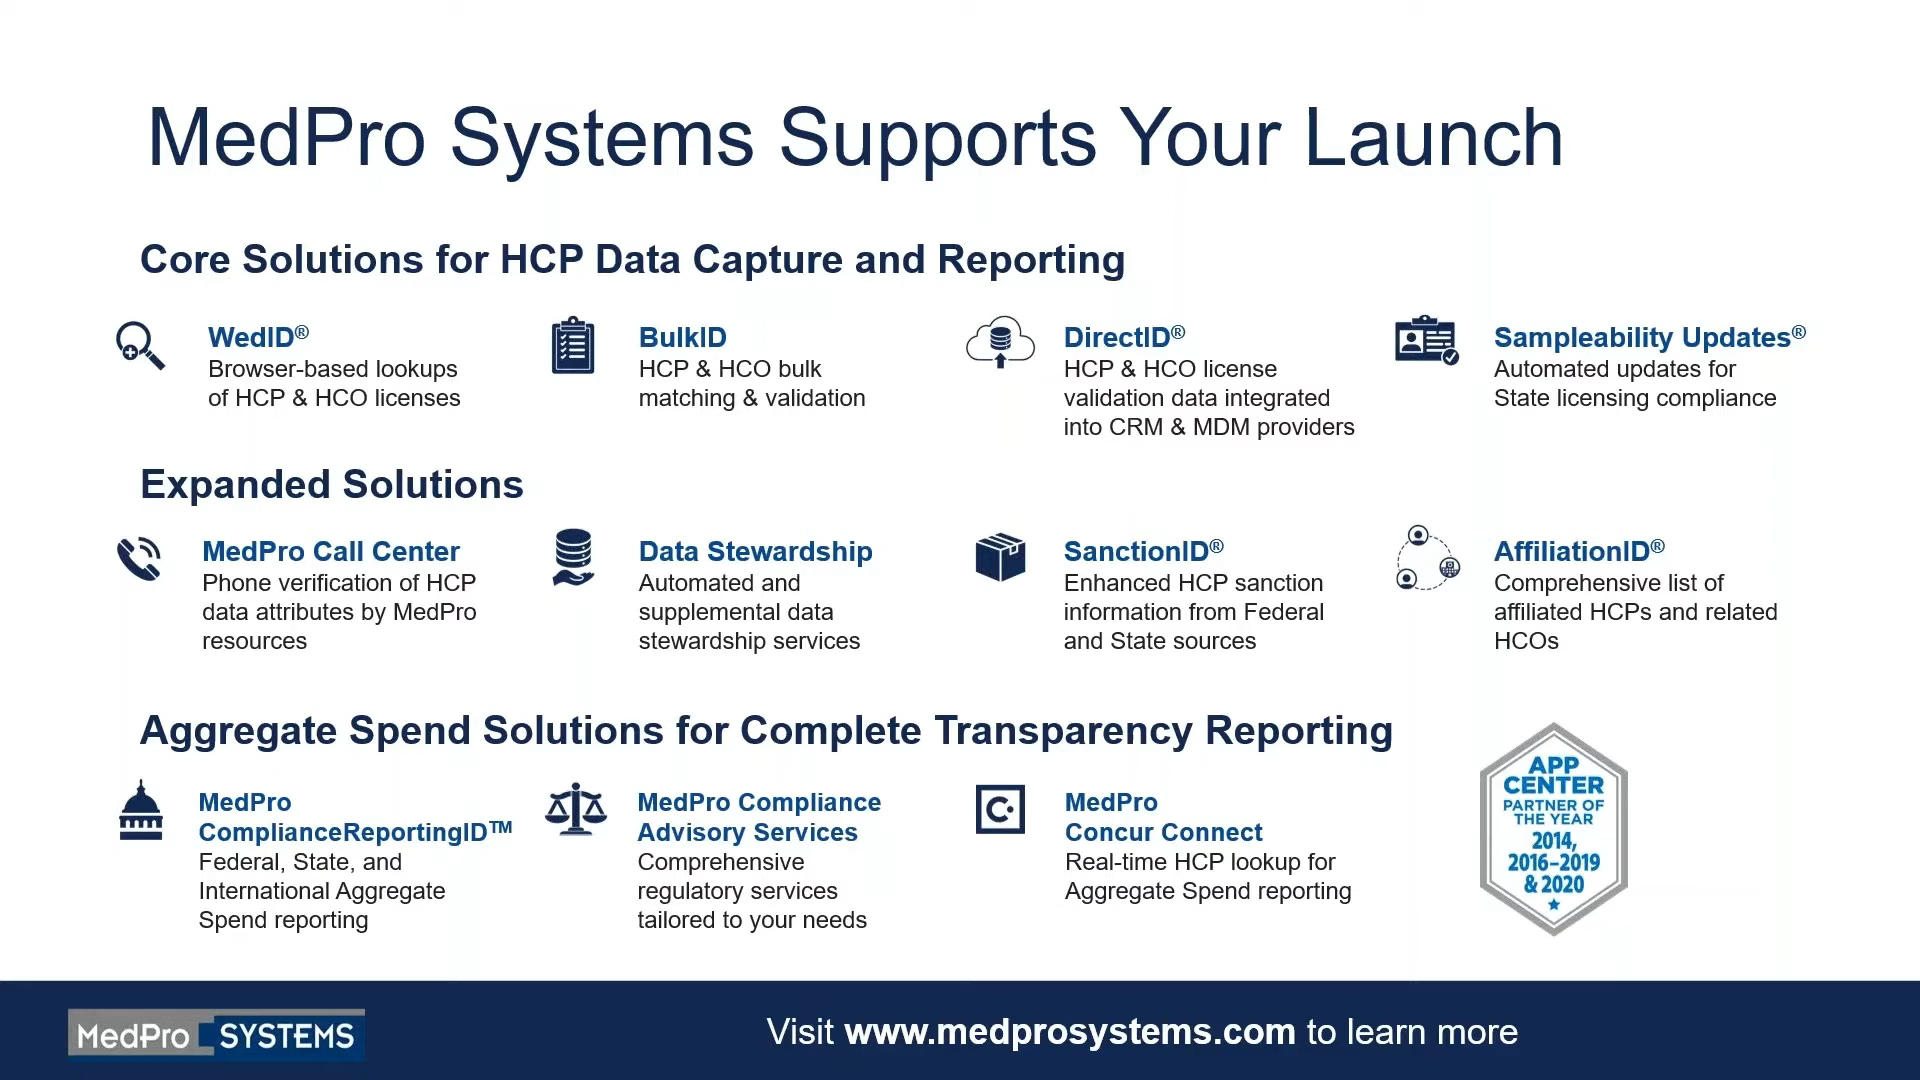 MedPro Systems Supports Your Launch
Core Solutions for HCP Data Capture and Reporting
WedID®
Browser-based lookups
of HCP & HCO licenses
BulkID
HCP & HCO bulk
matching & validation
DirectID®
HCP & HCO license
validation data integrated
into CRM & MDM providers
Sampleability Updates®
Automated updates for
State licensing compliance
Expanded Solutions
MedPro Call Center
Phone verification of HCP
data attributes by MedPro
resources
Data Stewardship
Automated and
supplemental data
stewardship services
SanctionID®
Enhanced HCP sanction
information from Federal
and State sources
AffiliationID®
Comprehensive list of
affiliated HCPs and related
HCOs
Aggregate Spend Solutions for Complete Transparency Reporting
MedPro
ComplianceReportingID™
Federal, State, and
International Aggregate
Spend reporting
MedPro Compliance
Advisory Services
Comprehensive
regulatory services
tailored to your needs
MedPro
Concur Connect
Real-time HCP lookup for
Aggregate Spend reporting
APP
CENTER
PARTNER OF
THE YEAR
2014,
2016–2019
& 2020
MedPro SYSTEMS
Visit www.medprosystems.com to learn more